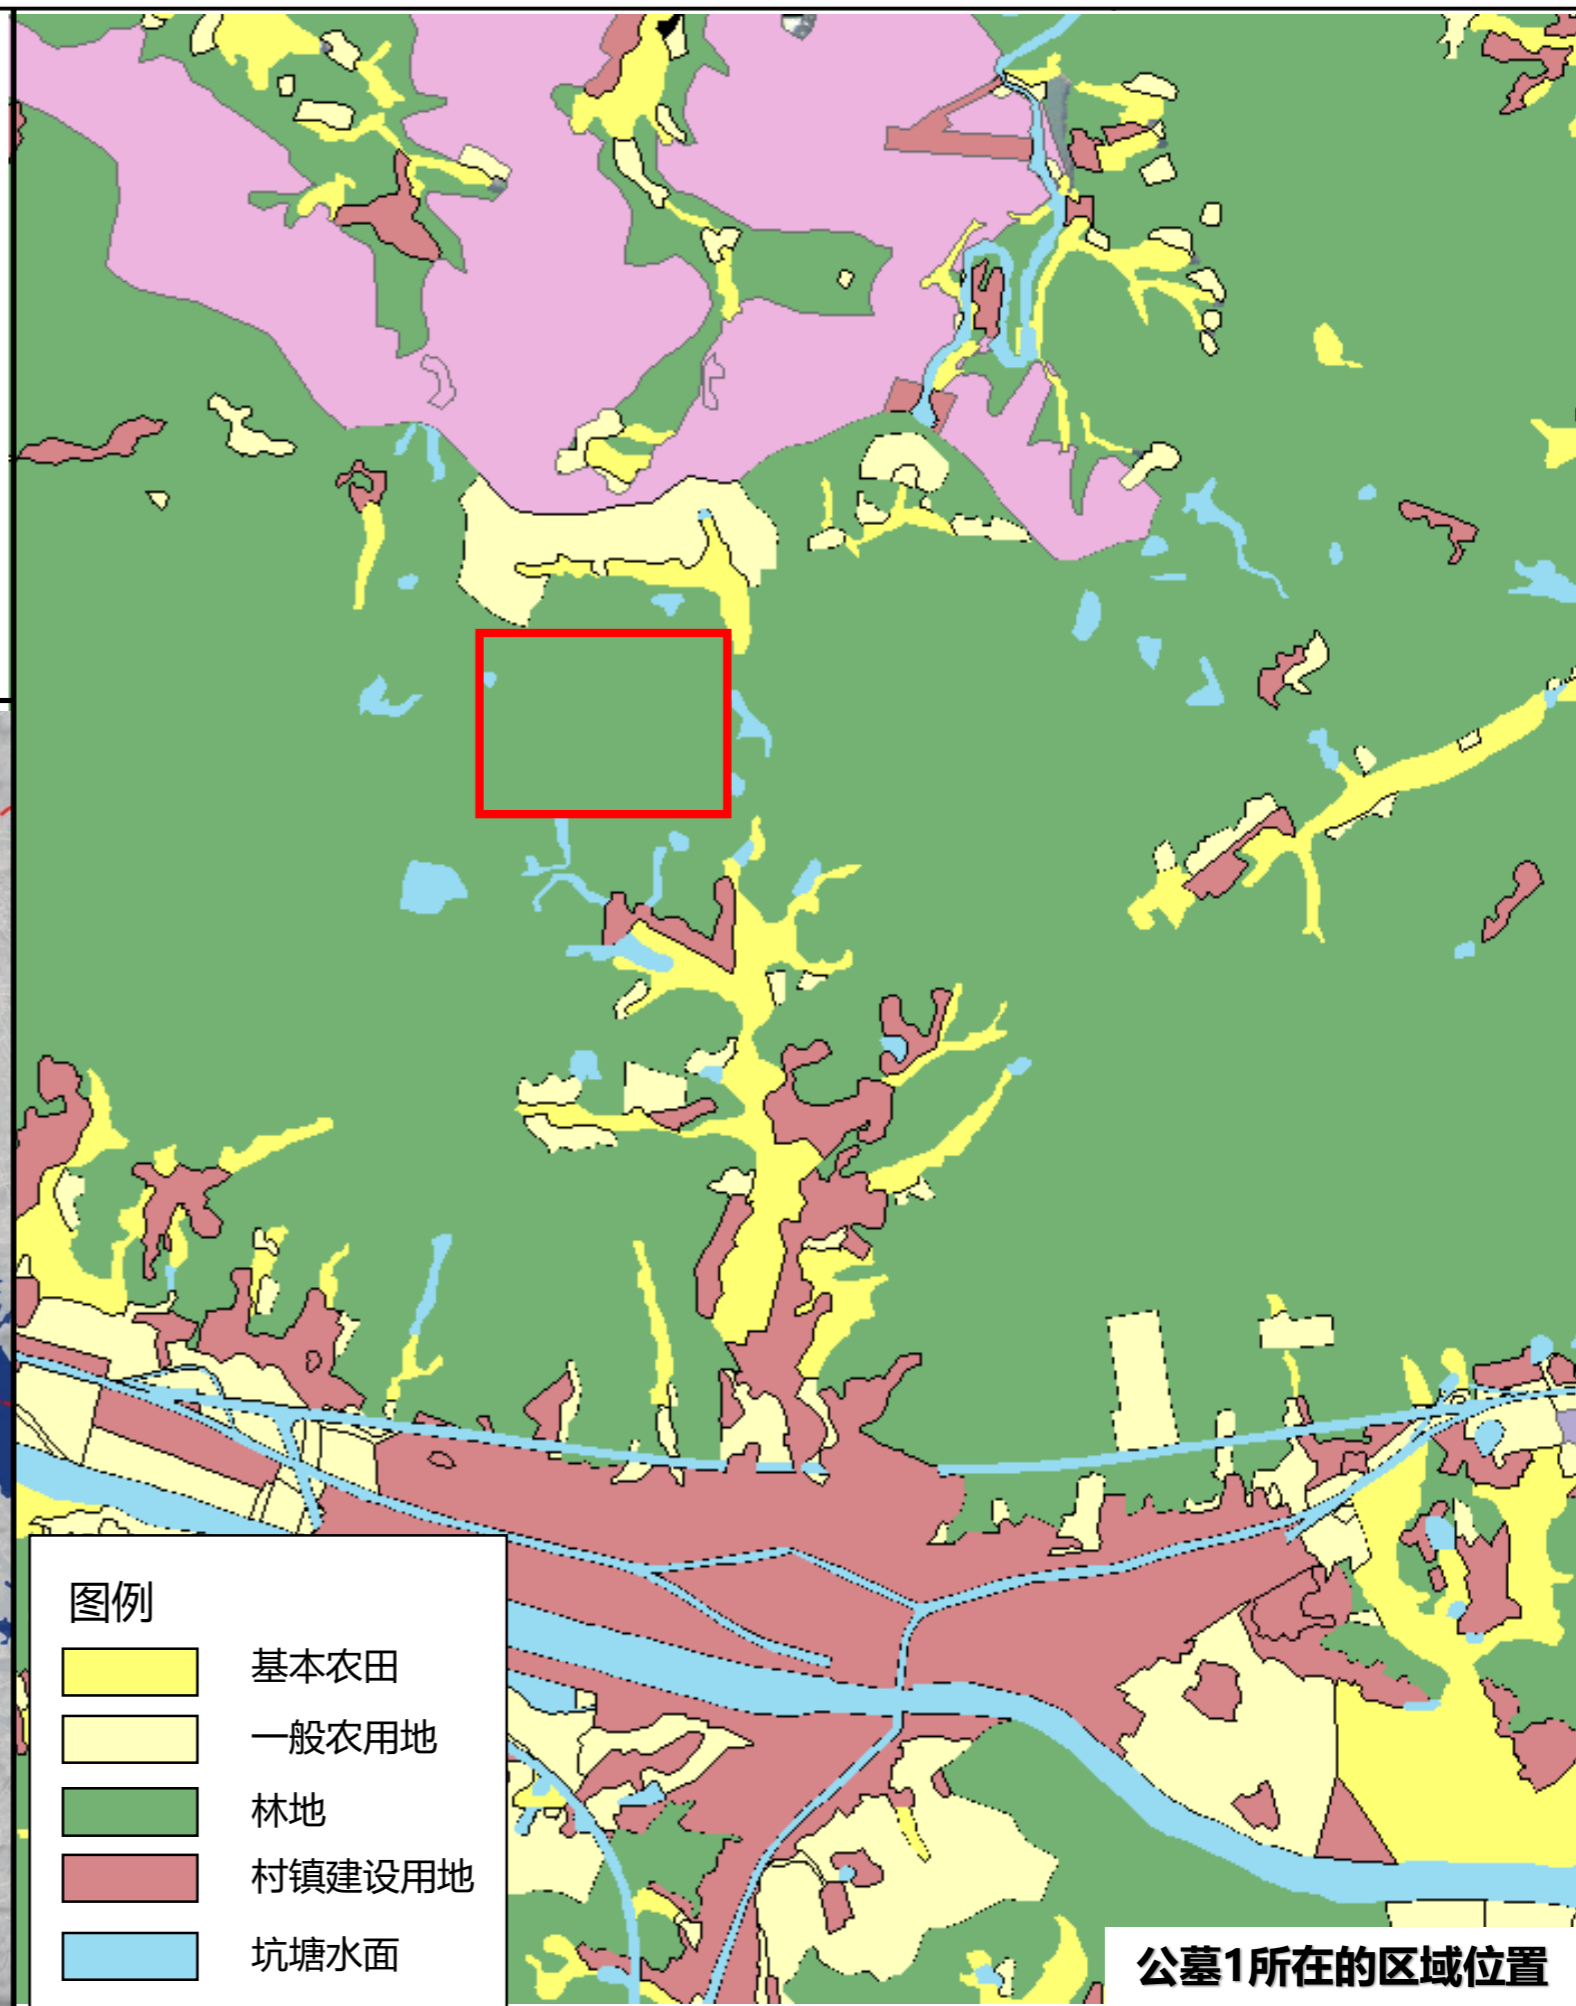 图例
基本农田
一般农用地
林地
村镇建设用地
坑塘水面
公墓1所在的区域位置